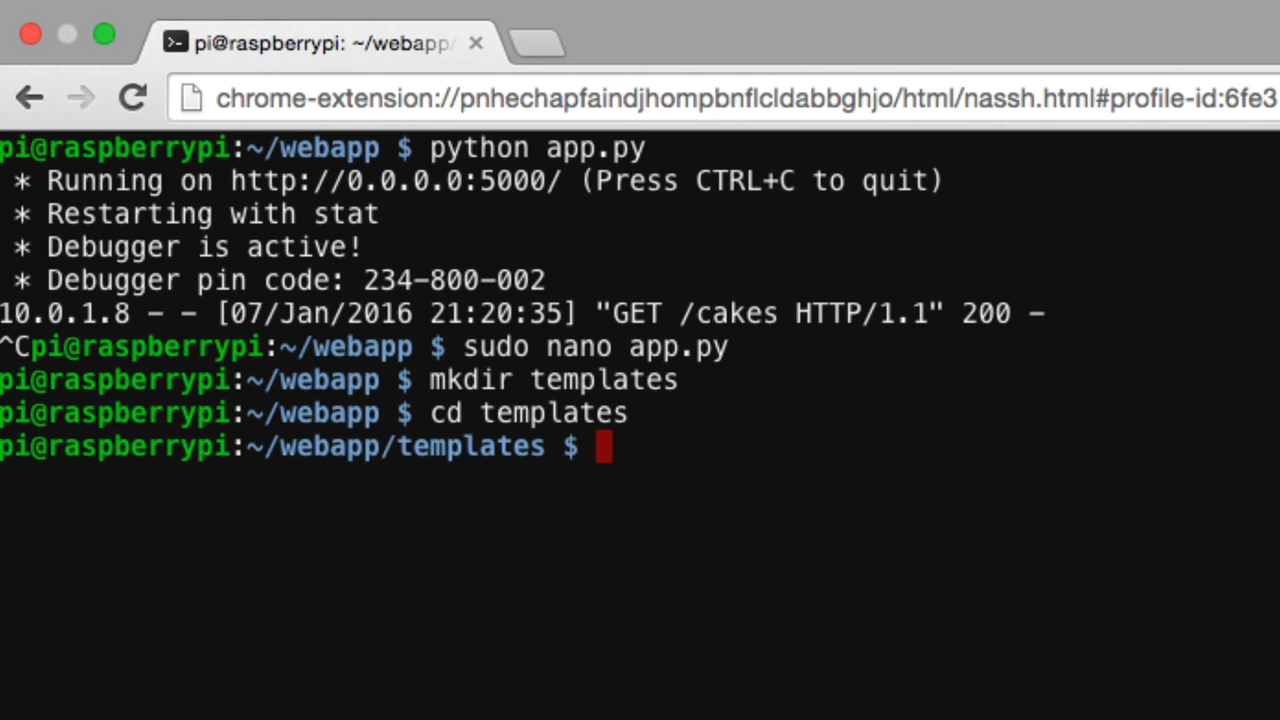 pi@raspberrypi: ~/webapp/
chrome-extension://pnhechapfaindjhompbnflcldabbghjo/html/nassh.html#profile-id:6fe3
pi@raspberrypi:~/webapp $ python app.py
* Running on http://0.0.0.0:5000/ (Press CTRL+C to quit)
* Restarting with stat
* Debugger is active!
* Debugger pin code: 234-800-002
10.0.1.8 - - [07/Jan/2016 21:20:35] "GET /cakes HTTP/1.1" 200 -
^Cpi@raspberrypi:~/webapp $ sudo nano app.py
pi@raspberrypi:~/webapp $ mkdir templates
pi@raspberrypi:~/webapp $ cd templates
pi@raspberrypi:~/webapp/templates $